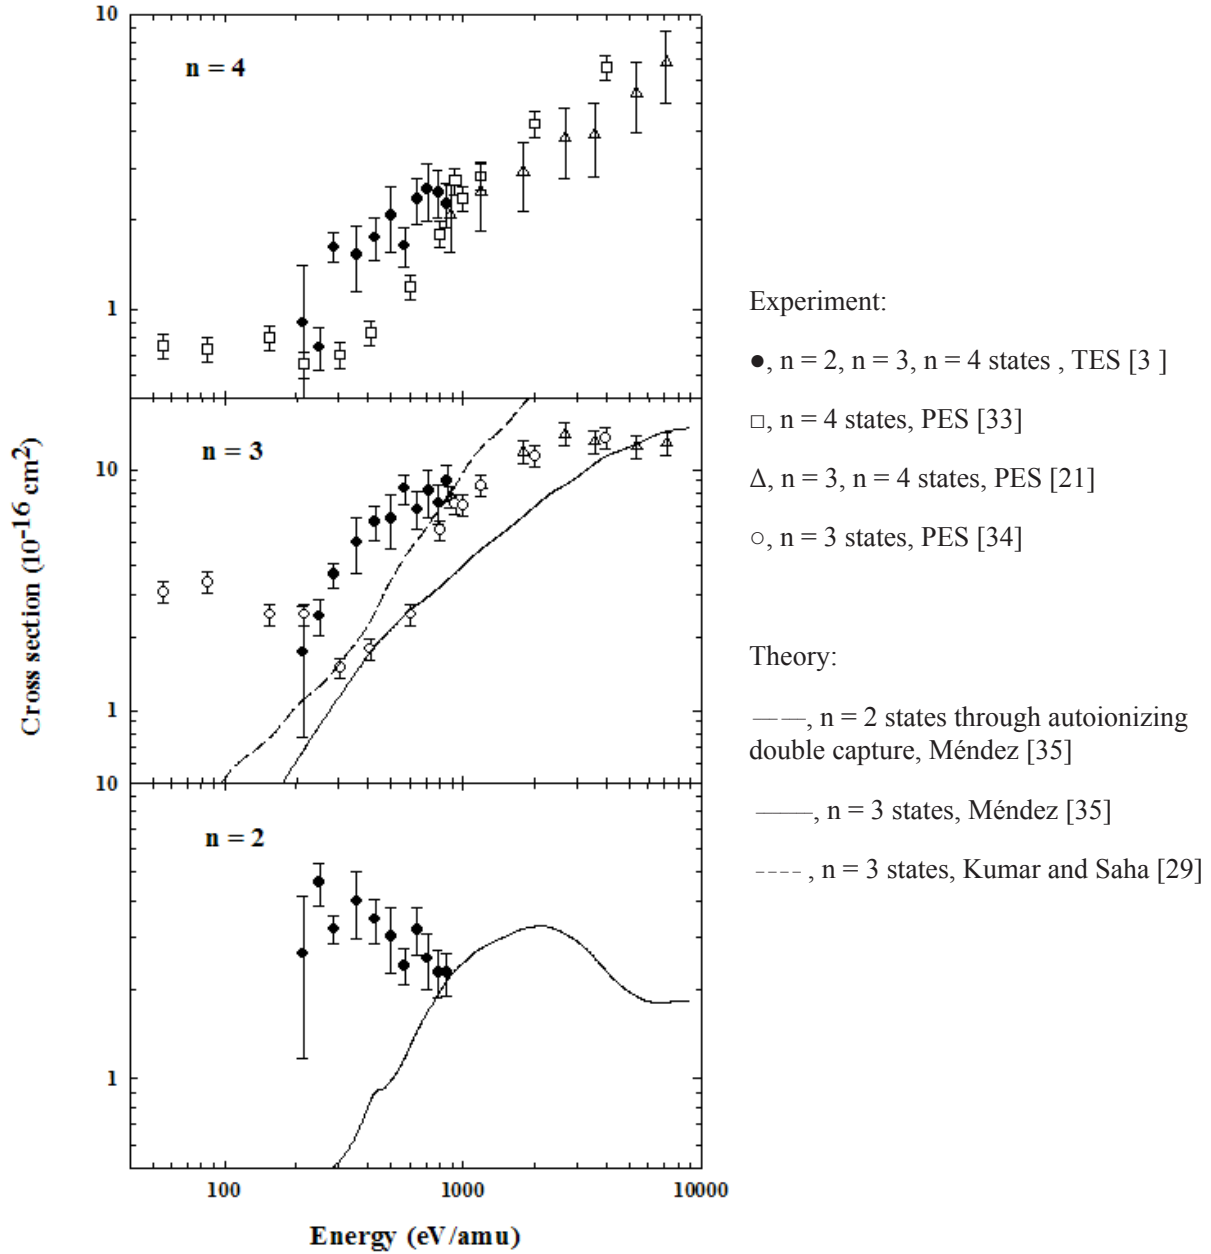 10
n = 4
1
n = 3
10
1
10
n = 2
1
100
1000
10000
Energy (eV/amu)
Cross section (10⁻¹⁶ cm²)
Experiment:
●, n = 2, n = 3, n = 4 states , TES [3 ]
□, n = 4 states, PES [33]
Δ, n = 3, n = 4 states, PES [21]
○, n = 3 states, PES [34]
Theory:
——, n = 2 states through autoionizing
double capture, Méndez [35]
——, n = 3 states, Méndez [35]
---- , n = 3 states, Kumar and Saha [29]